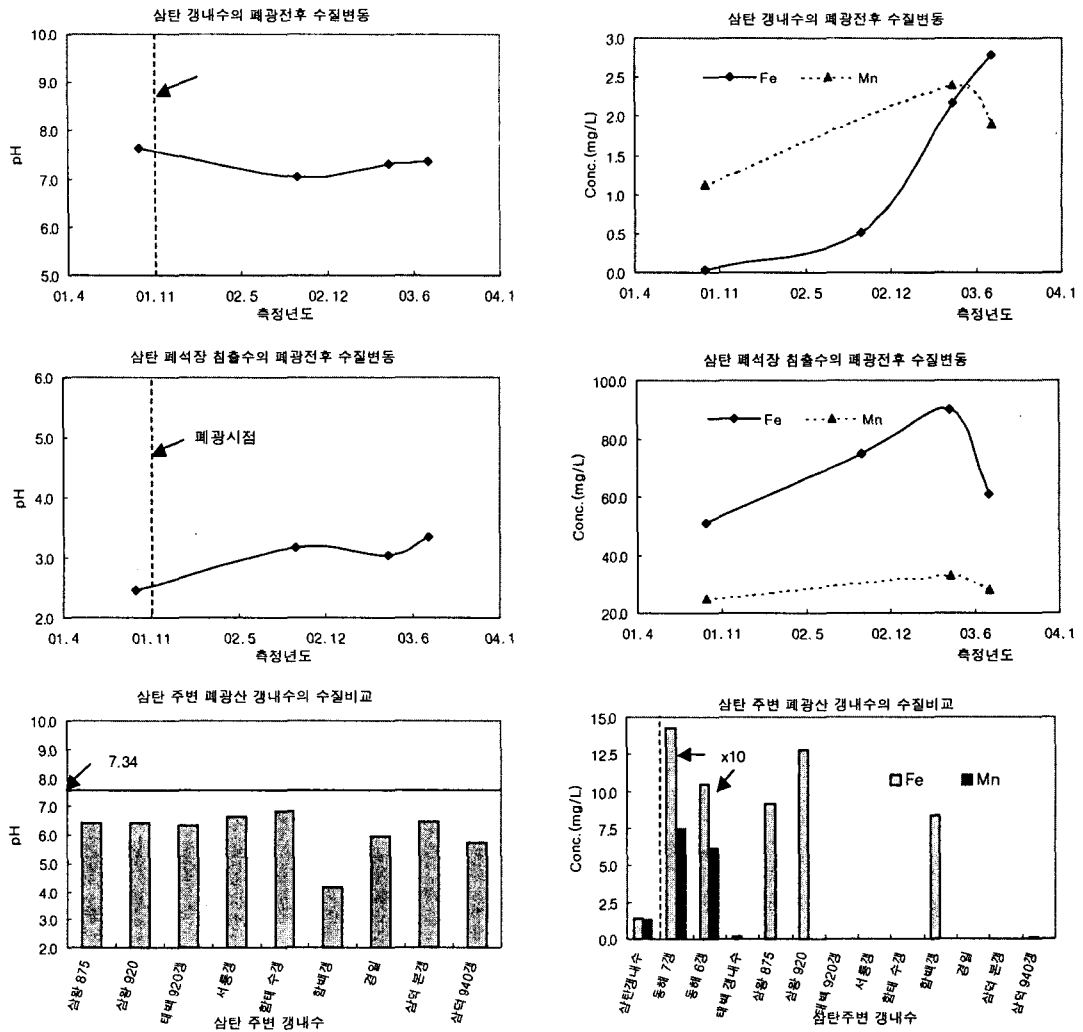 삼탄 갱내수의 폐광전후 수질변동
10.0
9.0
8.0
7.0
6.0
5.0
pH
01.4 01.11 02.5 02.12 03.6 04.1
측정년도
삼탄 갱내수의 폐광전후 수질변동
3.0
2.5
2.0
1.5
1.0
0.5
0.0
Conc.(mg/L)
Fe Mn
01.4 01.11 02.5 02.12 03.6 04.1
측정년도
삼탄 폐석장 침출수의 폐광전후 수질변동
6.0
5.0
4.0
3.0
2.0
pH
폐광시점
01.4 01.11 02.5 02.12 03.6 04.1
측정년도
삼탄 폐석장 침출수의 폐광전후 수질변동
100.0
80.0
60.0
40.0
20.0
Conc.(mg/L)
Fe Mn
01.4 01.11 02.5 02.12 03.6 04.1
측정년도
삼탄 주변 폐광산 갱내수의 수질비교
10.0
9.0
8.0
7.0
6.0
5.0
4.0
3.0
2.0
pH
7.34
삼왕 875
삼왕 920
태백 920갱
서룡갱
함태 수갱
함백갱
경일
삼덕 본갱
삼덕 940갱
삼탄 주변 갱내수
삼탄 주변 폐광산 갱내수의 수질비교
15.0
12.5
10.0
7.5
5.0
2.5
0.0
Conc.(mg/L)
x10
Fe Mn
삼탄갱내수
동해 7갱
동해 6갱
태백 갱내수
삼왕 875
삼왕 920
태백 920갱
서룡갱
함태 수갱
함백갱
경일
삼덕 본갱
삼덕 940갱
삼탄주변 갱내수